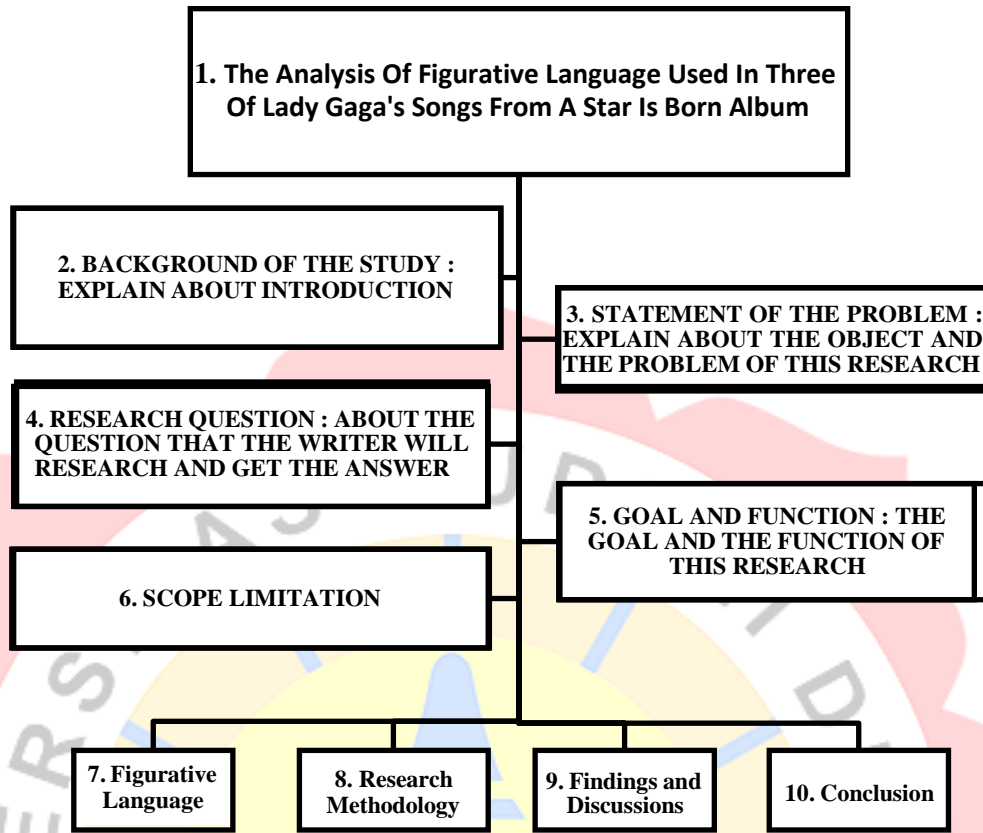 1. The Analysis Of Figurative Language Used In Three
Of Lady Gaga's Songs From A Star Is Born Album
2. BACKGROUND OF THE STUDY :
EXPLAIN ABOUT INTRODUCTION
3. STATEMENT OF THE PROBLEM :
EXPLAIN ABOUT THE OBJECT AND
THE PROBLEM OF THIS RESEARCH
4. RESEARCH QUESTION : ABOUT THE
QUESTION THAT THE WRITER WILL
RESEARCH AND GET THE ANSWER
5. GOAL AND FUNCTION : THE
GOAL AND THE FUNCTION OF
THIS RESEARCH
6. SCOPE LIMITATION
7. Figurative
Language
8. Research
Methodology
9. Findings and
Discussions
10. Conclusion